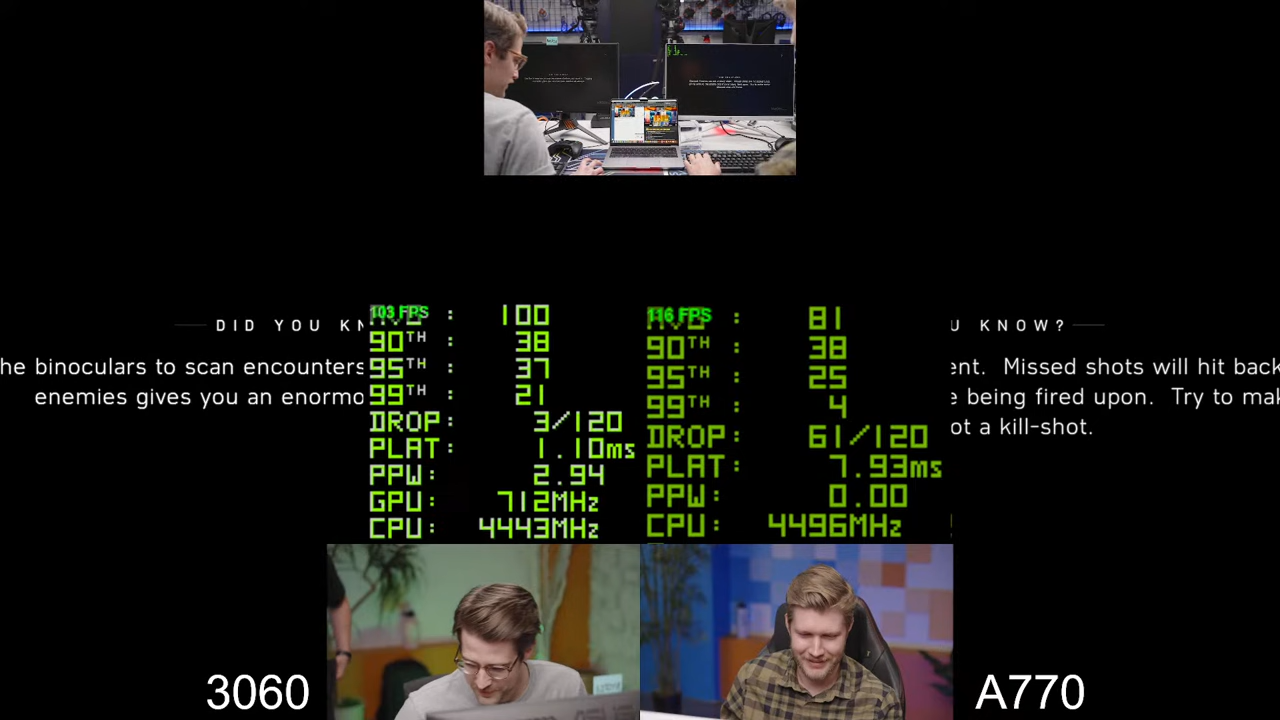 DID YOU KN
he binoculars to scan encounters
enemies gives you an enormo
103 FPS
: 100
90TH : 38
95TH : 37
99TH : 21
DROP: 3/120
PLAT: 1.10ms
PPW: 2.94
GPU: 712MHz
CPU: 4443MHz
116 FPS
: 81
90TH : 38
95TH : 25
99TH : 4
DROP: 61/120
PLAT: 7.93ms
PPW: 0.00
CPU: 4496MHz
U KNOW?
ent. Missed shots will hit back
e being fired upon. Try to mak
ot a kill-shot.
3060
A770